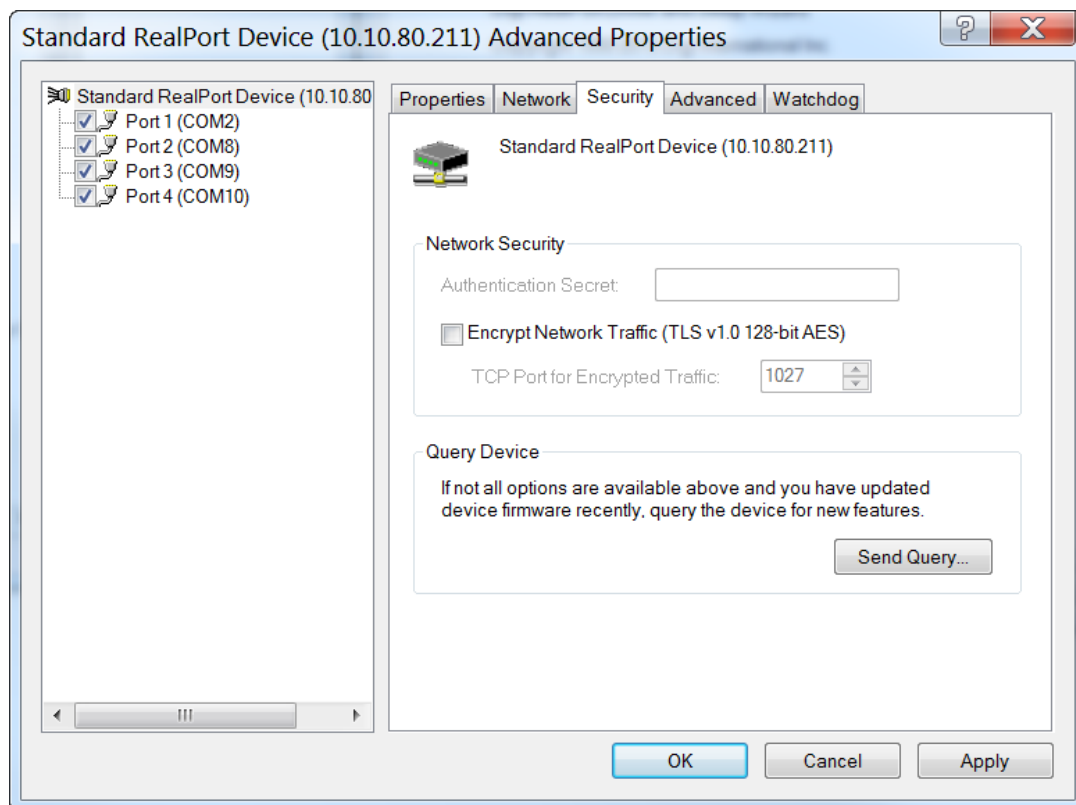 Standard RealPort Device (10.10.80.211) Advanced Properties
Standard RealPort Device (10.10.80
Port 1 (COM2)
Port 2 (COM8)
Port 3 (COM9)
Port 4 (COM10)
Properties Network Security Advanced Watchdog
Standard RealPort Device (10.10.80.211)
Network Security
Authentication Secret:
Encrypt Network Traffic (TLS v1.0 128-bit AES)
TCP Port for Encrypted Traffic: 1027
Query Device
If not all options are available above and you have updated
device firmware recently, query the device for new features.
Send Query...
OK Cancel Apply